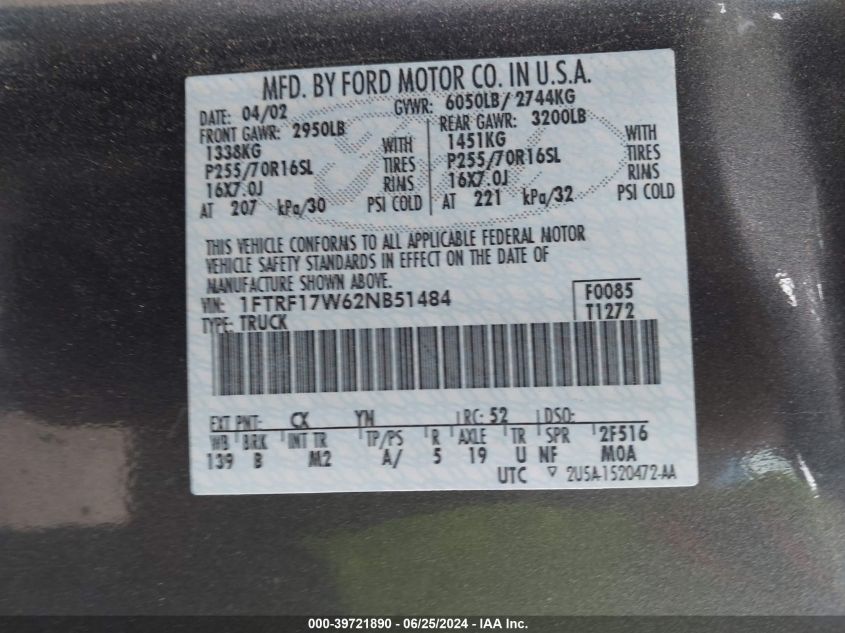 MFD. BY FORD MOTOR CO. IN U.S.A.
DATE: 04/02 GVWR: 6050LB/ 2744KG
FRONT GAWR: 2950LB REAR GAWR: 3200LB
1338KG WITH 1451KG WITH
P255/70R16SL TIRES P255/70R16SL TIRES
16X7.0J RIMS 16X7.0J RIMS
AT 207 kPa/30 PSI COLD AT 221 kPa/32 PSI COLD
THIS VEHICLE CONFORMS TO ALL APPLICABLE FEDERAL MOTOR
VEHICLE SAFETY STANDARDS IN EFFECT ON THE DATE OF
MANUFACTURE SHOWN ABOVE.
VIN: 1FTRF17W62NB51484 F0085
TYPE: TRUCK T1272
EXT PNT: CX YN RC: 52 DSO:
WB BRK INT TR TP/PS R AXLE TR SPR 2F516
139 B M2 A/ 5 19 U NF MOA
UTC ▽ 2U5A-1520472-AA
000-39721890 - 06/25/2024 - IAA Inc.